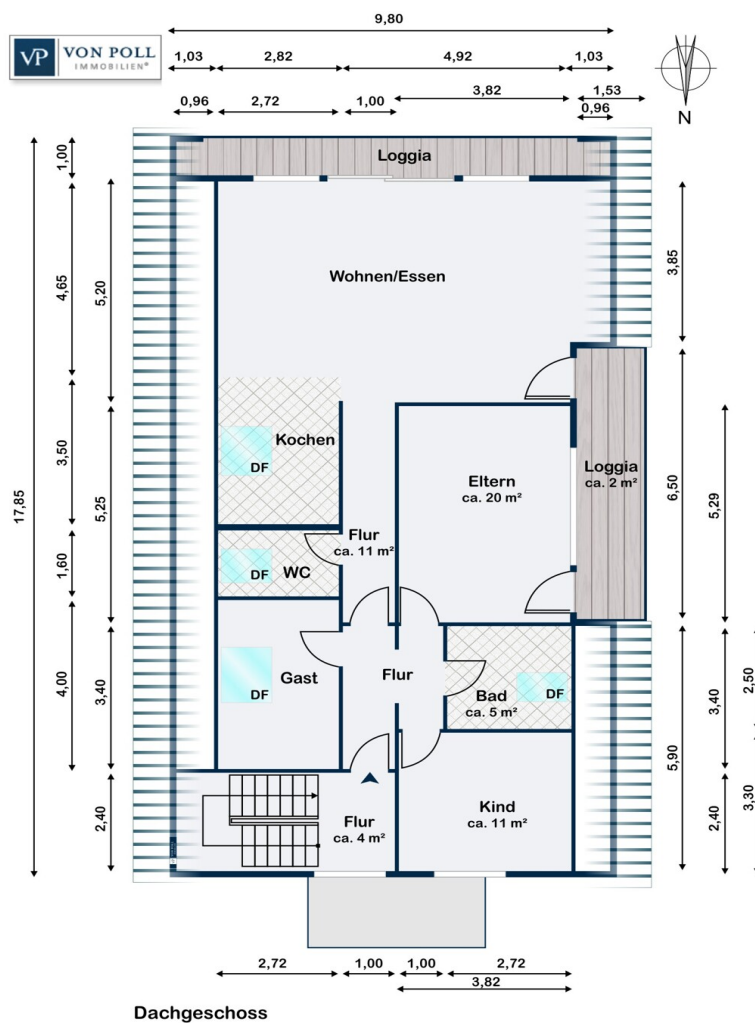 9,80
VP VON POLL
IMMOBILIEN®
1,03 2,82 4,92 1,03
3,82 1,53
0,96 2,72 1,00 0,96
N
1,00
Loggia
Wohnen/Essen
3,85
4,65
5,20
Kochen
DF
3,50
Eltern
ca. 20 m²
Loggia
ca. 2 m²
6,50
5,29
17,85
5,25
Flur
ca. 11 m²
1,60
DF WC
4,00
3,40
Gast
DF
Flur
Bad
ca. 5 m²
DF
3,40
2,50
5,90
2,40
Flur
ca. 4 m²
Kind
ca. 11 m²
2,40
3,30
2,72 1,00 1,00 2,72
3,82
Dachgeschoss